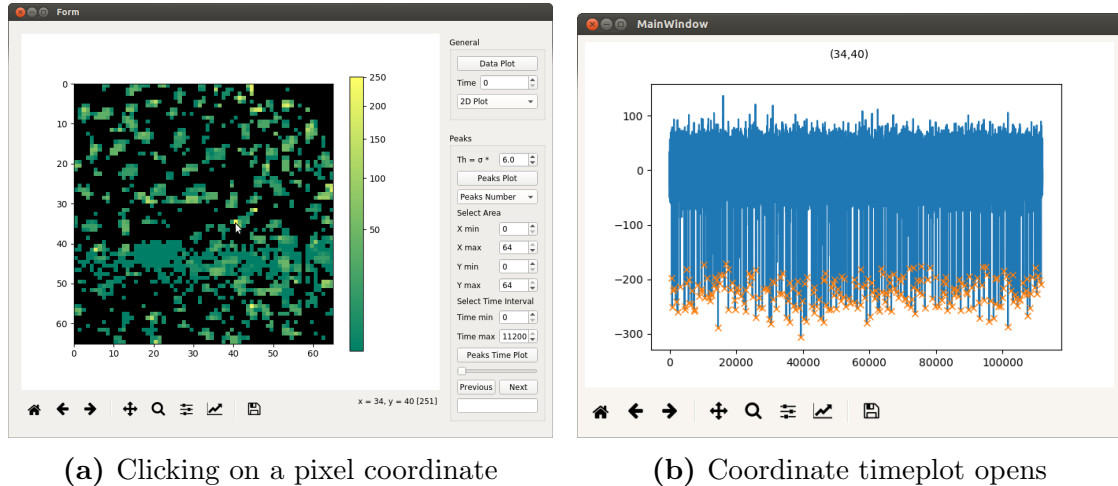 Form
General
Data Plot
Time 0
2D Plot
Peaks
Th = σ * 6.0
Peaks Plot
Peaks Number
Select Area
X min 0
X max 64
Y min 0
Y max 64
Select Time Interval
Time min 0
Time max 11200
Peaks Time Plot
Previous Next
0
10
20
30
40
50
60
0 10 20 30 40 50 60
250
200
150
100
50
x = 34, y = 40 [251]
(a) Clicking on a pixel coordinate
MainWindow
(34,40)
100
0
−100
−200
−300
0 20000 40000 60000 80000 100000
(b) Coordinate timeplot opens